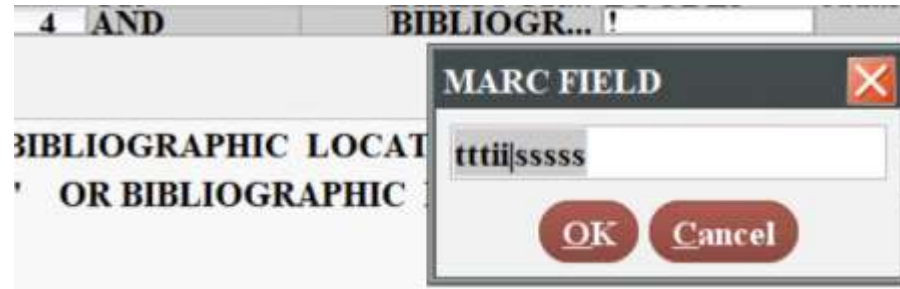 4 AND BIBLIOGR... !
MARC FIELD
BIBLIOGRAPHIC LOCAT
tttii|sssss
' OR BIBLIOGRAPHIC
OK Cancel